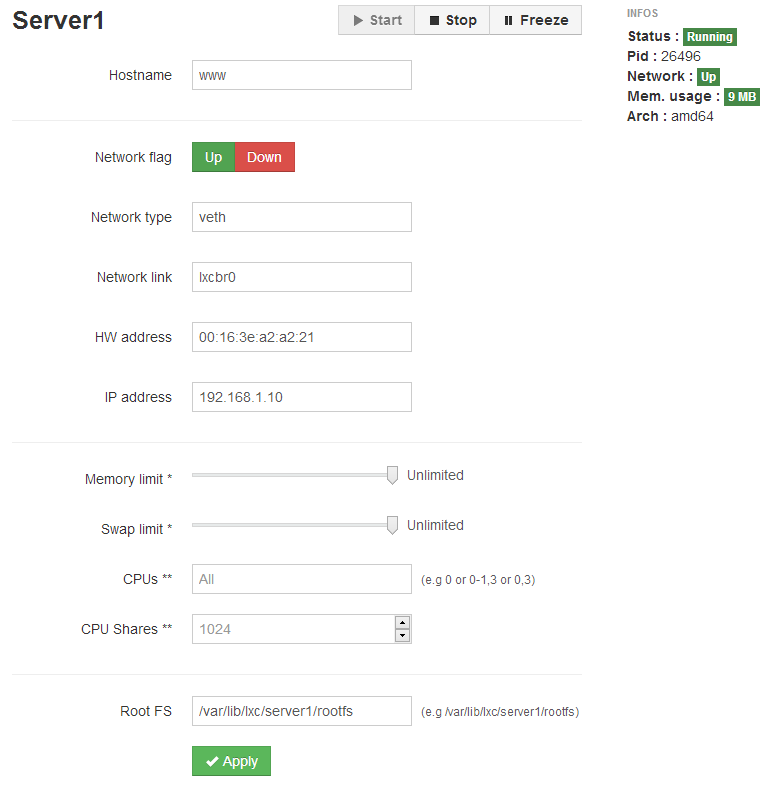 Server1
Start Stop Freeze
INFOS
Status : Running
Pid : 26496
Network : Up
Mem. usage : 9 MB
Arch : amd64
Hostname www
Network flag Up Down
Network type veth
Network link lxcbr0
HW address 00:16:3e:a2:a2:21
IP address 192.168.1.10
Memory limit * Unlimited
Swap limit * Unlimited
CPUs ** All (e.g 0 or 0-1,3 or 0,3)
CPU Shares ** 1024
Root FS /var/lib/lxc/server1/rootfs (e.g /var/lib/lxc/server1/rootfs)
Apply